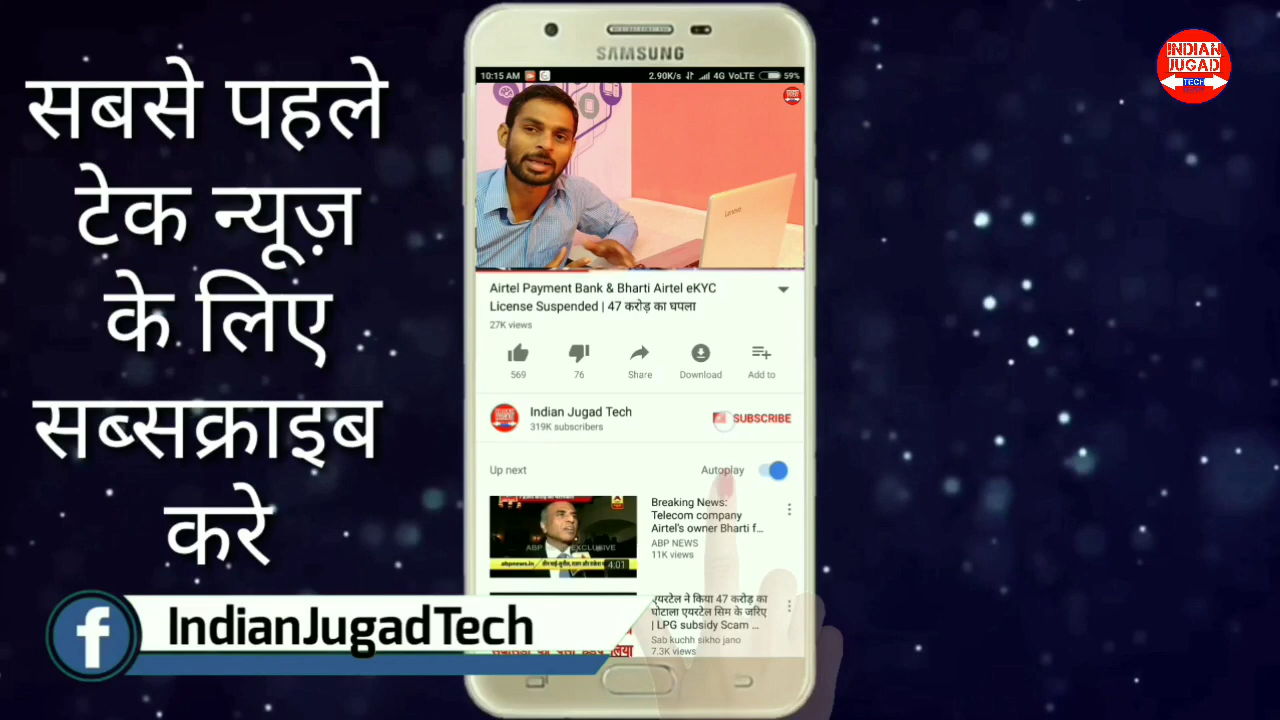 सबसे पहले
टेक न्यूज़
के लिए
सब्सक्राइब
करे
IndianJugadTech
INDIAN
JUGAD
TECH
SAMSUNG
10:15 AM
2.90K/s 4G VoLTE 59%
Lenovo
Airtel Payment Bank & Bharti Airtel eKYC
License Suspended | 47 करोड़ का घपला
27K views
569
76
Share
Download
Add to
Indian Jugad Tech
319K subscribers
SUBSCRIBE
Up next
Autoplay
ABP EXCLUSIVE
abpnews.in
4:01
Breaking News:
Telecom company
Airtel's owner Bharti f...
ABP NEWS
11K views
एयरटेल ने किया 47 करोड़ का
घोटाला एयरटेल सिम के जरिए
| LPG subsidy Scam ...
Sab kuchh sikho jano
7.3K views